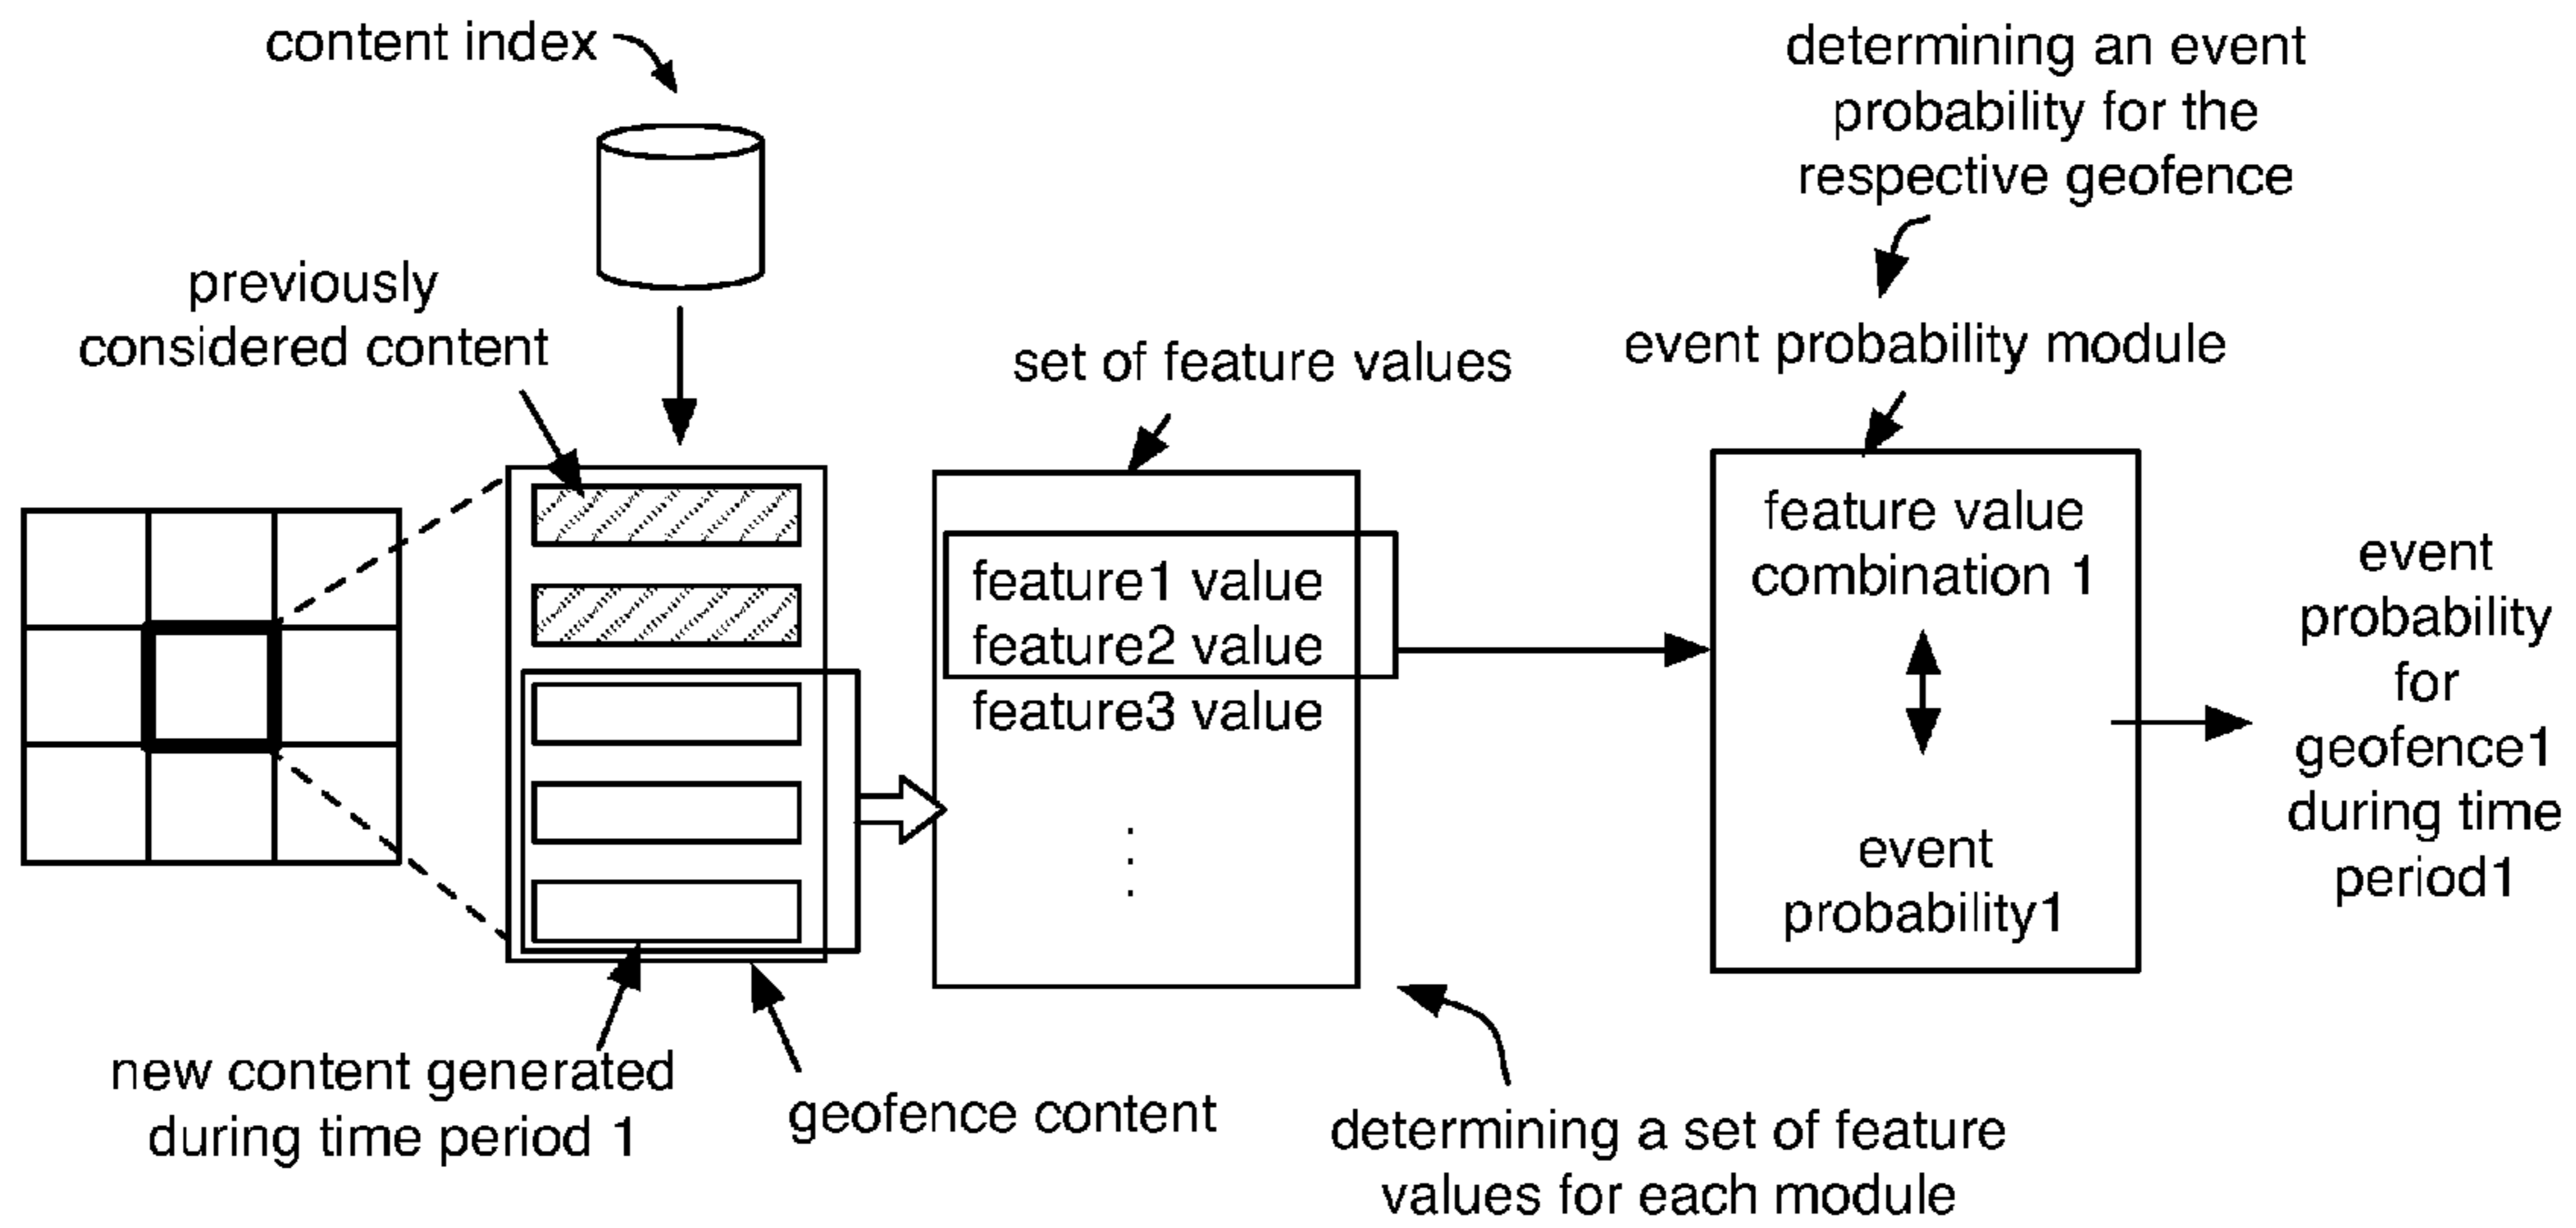 content index
determining an event
probability for the
respective geofence
previously
considered content
event probability module
set of feature values
feature value
combination 1
event
probability1
feature1 value
feature2 value
feature3 value
event
probability
for
geofence1
during time
period1
new content generated
during time period 1
geofence content
determining a set of feature
values for each module